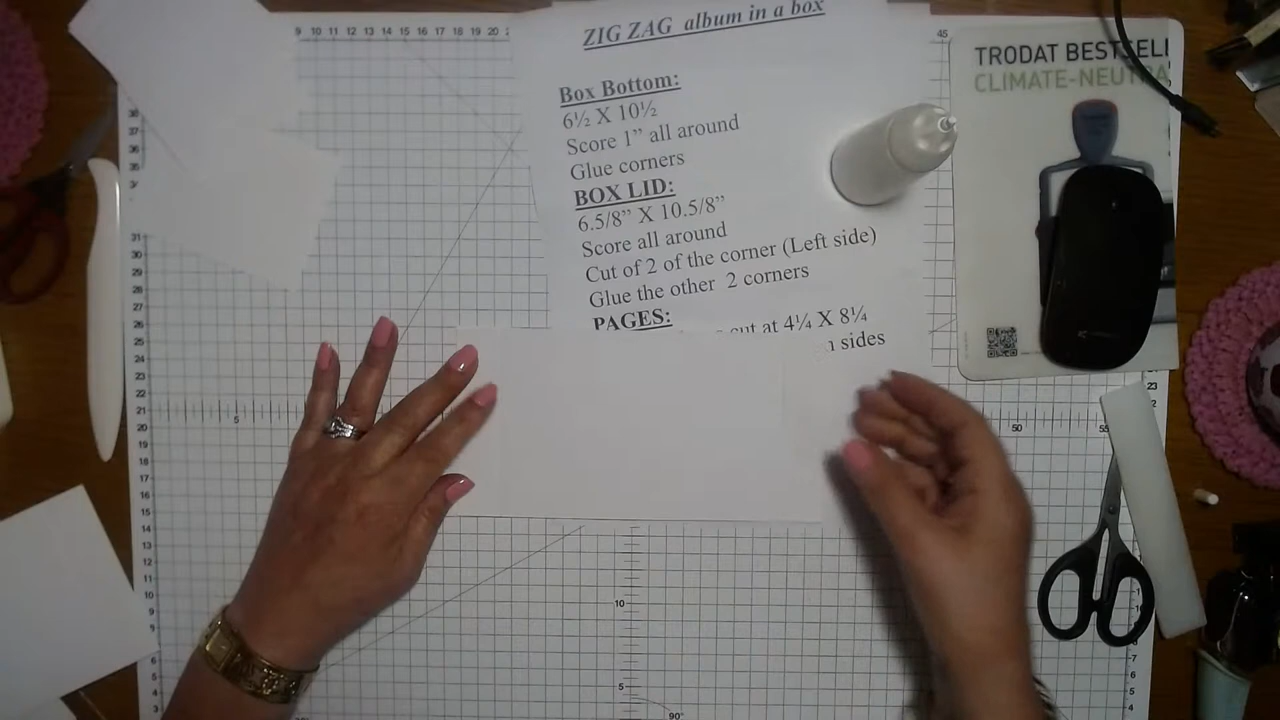 ZIG ZAG album in a box
Box Bottom:
6½ X 10½
Score 1” all around
Glue corners
BOX LID:
6.5/8” X 10.5/8”
Score all around
Cut of 2 of the corner (Left side)
Glue the other 2 corners
PAGES:
cut at 4¼ X 8¼
sides
TRODAT BESTSELL
CLIMATE-NEUTRA